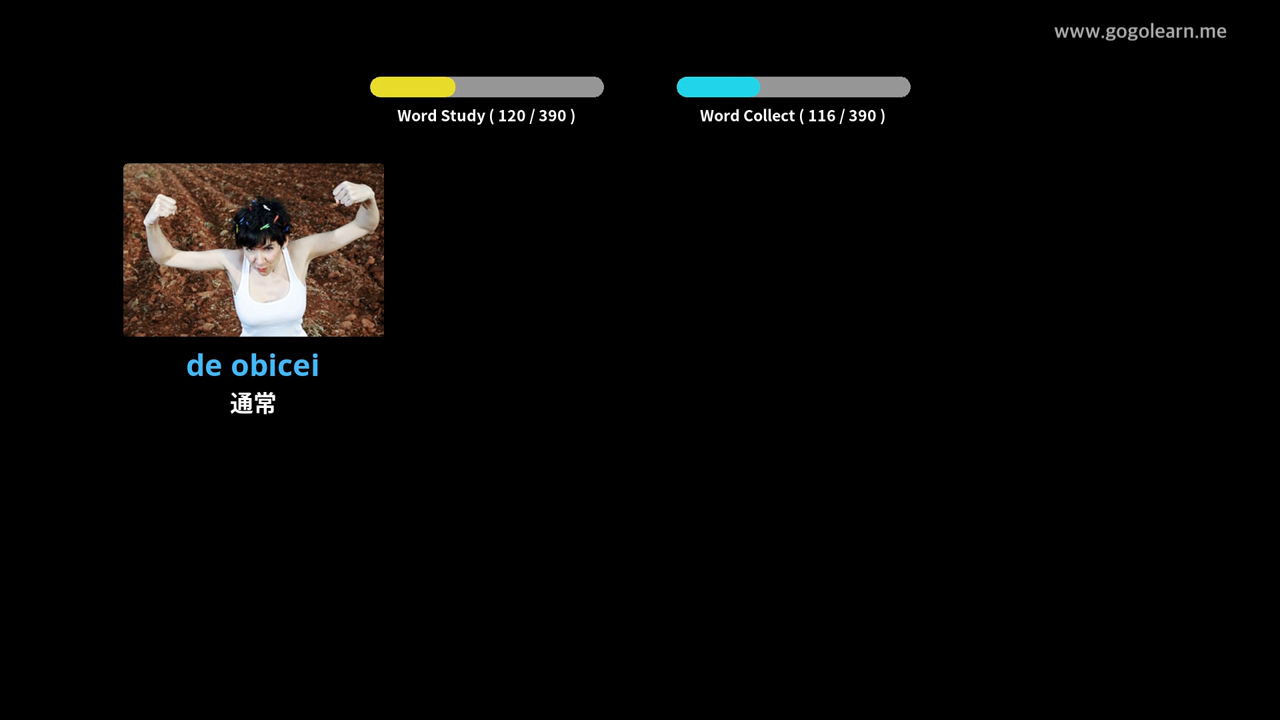 www.gogolearn.me
Word Study ( 120 / 390 )
Word Collect ( 116 / 390 )
de obicei
通常